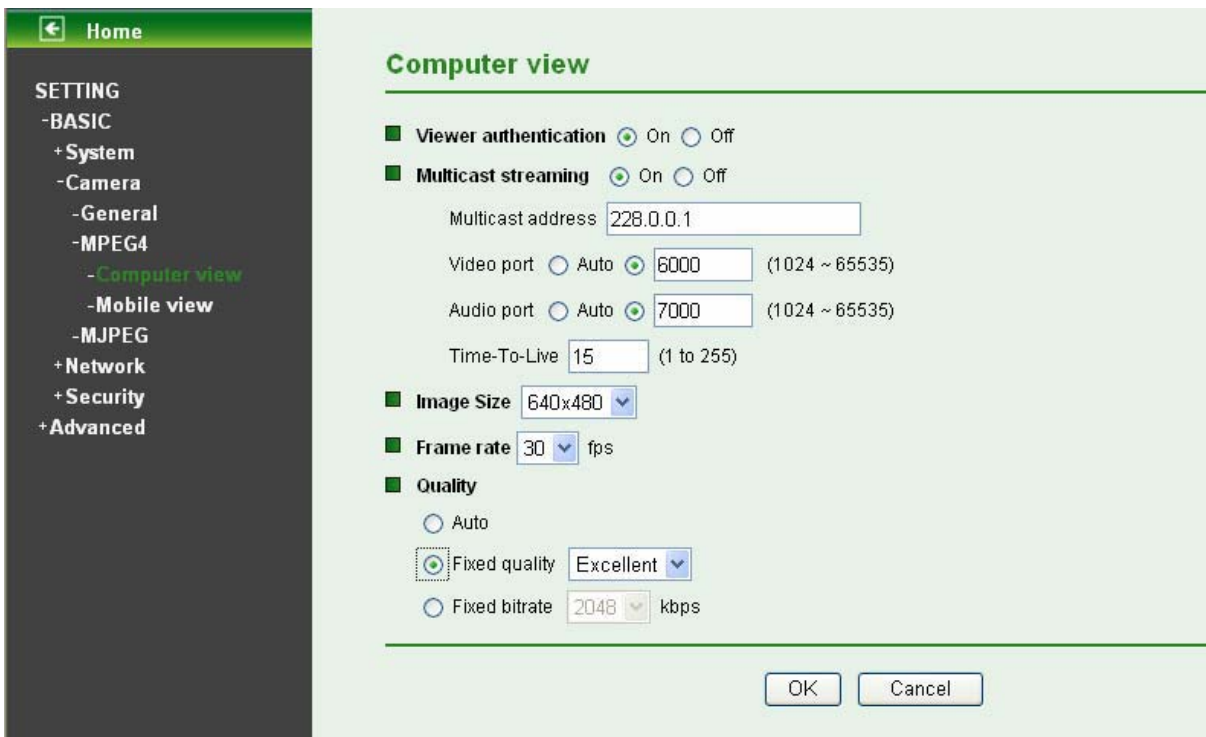 Home
SETTING
-BASIC
+System
-Camera
-General
-MPEG4
-Computer view
-Mobile view
-MJPEG
+Network
+Security
+Advanced
Computer view
Viewer authentication On Off
Multicast streaming On Off
Multicast address 228.0.0.1
Video port Auto 6000 (1024 ~ 65535)
Audio port Auto 7000 (1024 ~ 65535)
Time-To-Live 15 (1 to 255)
Image Size 640x480
Frame rate 30 fps
Quality
Auto
Fixed quality Excellent
Fixed bitrate 2048 kbps
OK Cancel